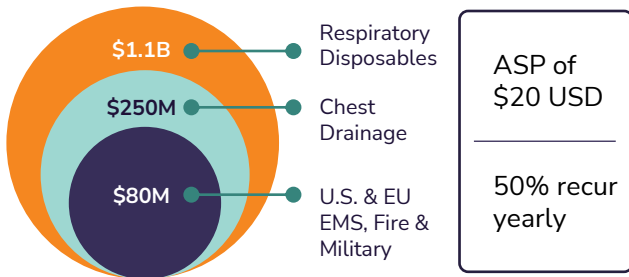 $1.1B
Respiratory
Disposables
$250M
Chest
Drainage
$80M
U.S. & EU
EMS, Fire &
Military
ASP of
$20 USD
50% recur
yearly